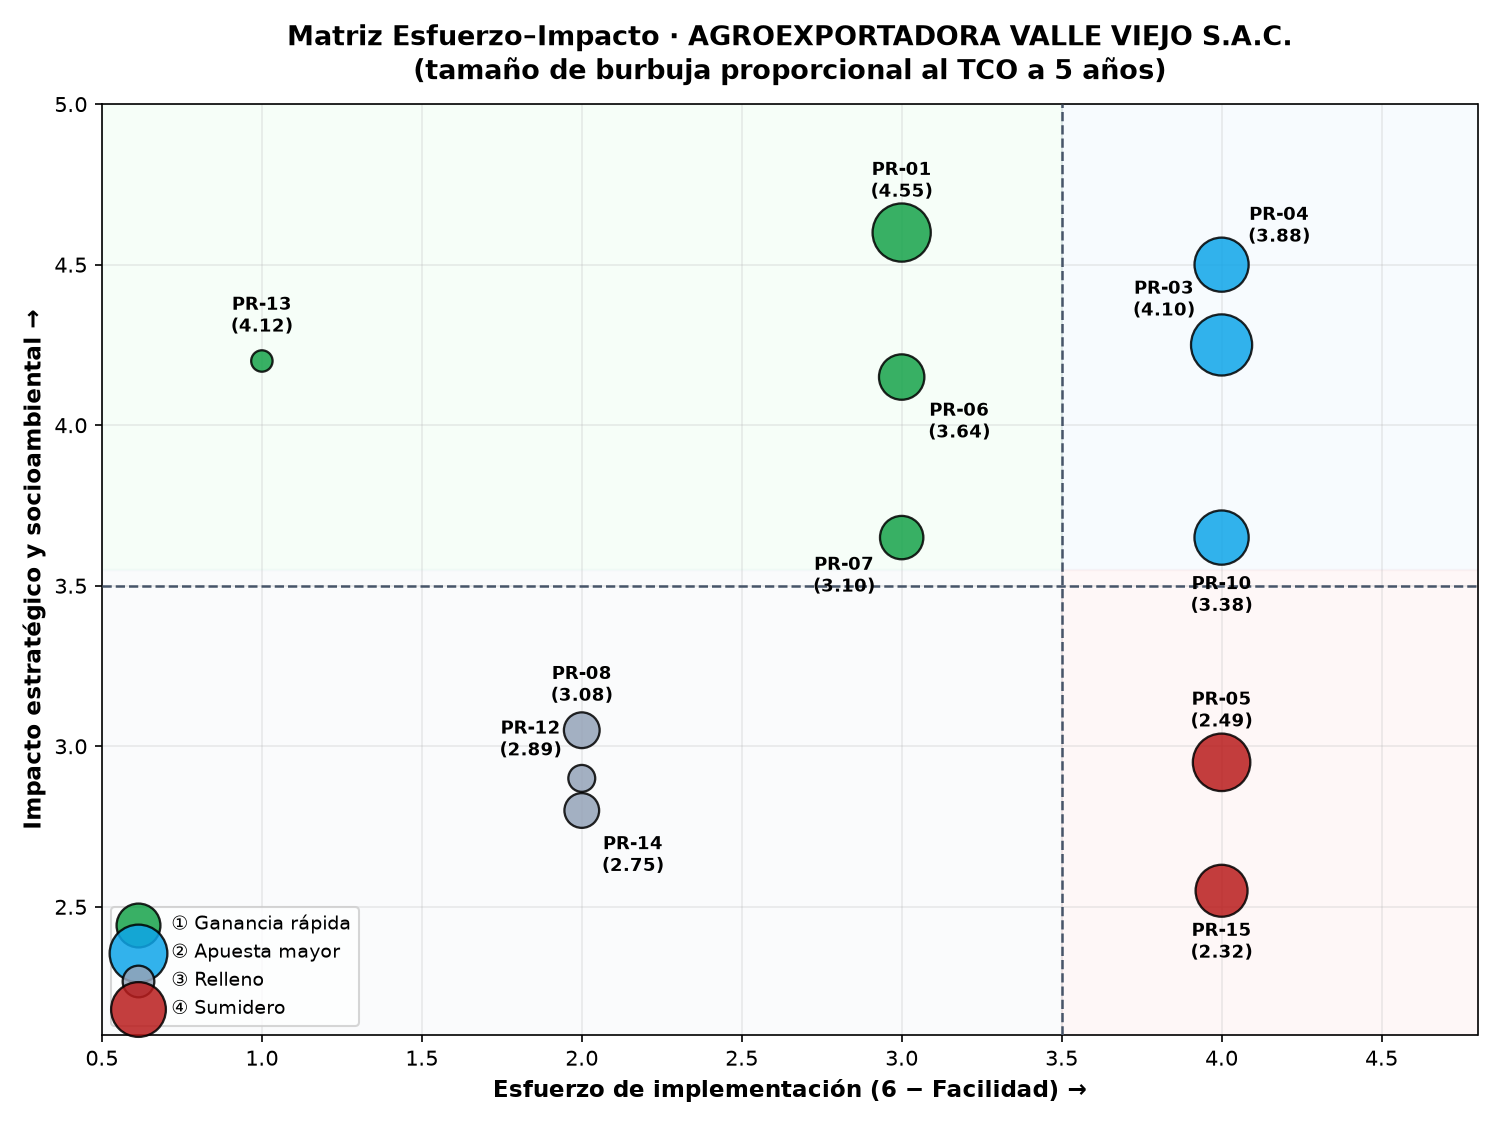 Matriz Esfuerzo–Impacto · AGROEXPORTADORA VALLE VIEJO S.A.C.
(tamaño de burbuja proporcional al TCO a 5 años)
Impacto estratégico y socioambiental →
5.0
4.5
4.0
3.5
3.0
2.5
PR-01
(4.55)
PR-04
(3.88)
PR-03
(4.10)
PR-13
(4.12)
PR-06
(3.64)
PR-07
(3.10)
PR-10
(3.38)
PR-08
(3.08)
PR-12
(2.89)
PR-14
(2.75)
PR-05
(2.49)
PR-15
(2.32)
① Ganancia rápida
② Apuesta mayor
③ Relleno
④ Sumidero
0.5
1.0
1.5
2.0
2.5
3.0
3.5
4.0
4.5
Esfuerzo de implementación (6 − Facilidad) →